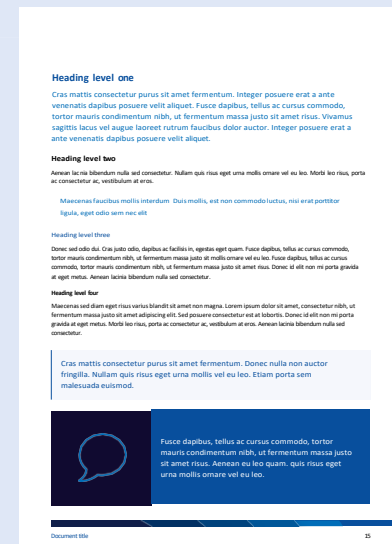 Heading level one
Cras mattis consectetur purus sit amet fermentum. Integer posuere erat a ante
venenatis dapibus posuere velit aliquet. Fusce dapibus, tellus ac cursus commodo,
tortor mauris condimentum nibh, ut fermentum massa justo sit amet risus. Vivamus
sagittis lacus vel augue laoreet rutrum faucibus dolor auctor. Integer posuere erat a
ante venenatis dapibus posuere velit aliquet.
Heading level two
Aenean lacinia bibendum nulla sed consectetur. Nullam quis risus eget urna mollis ornare vel eu leo. Morbi leo risus, porta
ac consectetur ac, vestibulum at eros.
Maecenas faucibus mollis interdum Duis mollis, est non commodo luctus, nisi erat porttitor
ligula, eget odio sem nec elit
Heading level three
Donec sed odio dui. Cras justo odio, dapibus ac facilisis in, egestas eget quam. Fusce dapibus, tellus ac cursus commodo,
tortor mauris condimentum nibh, ut fermentum massa justo sit mollis euismod. Fusce dapibus, tellus ac cursus
commodo, tortor mauris condimentum nibh, ut fermentum massa justo sit amet risus. Donec id elit non mi porta gravida
at eget metus. Aenean lacinia bibendum nulla sed consectetur.
Heading level four
Maecenas sed diam eget risus varius blandit sit amet non magna. Lorem ipsum dolor sit amet, consectetur nibh, ut
fermentum massa justo sit amet adipiscing elit. Sed posuere consectetur est at lobortis. Donec id elit non mi porta
gravida at eget metus. Morbi leo risus, porta ac consectetur ac, vestibulum at eros. Aenean lacinia bibendum nulla sed
consectetur.
Cras mattis consectetur purus sit amet fermentum. Donec nulla non auctor
fringilla. Nullam quis risus eget urna mollis vel eu leo. Etiam porta sem
malesuada euismod.
Fusce dapibus, tellus ac cursus commodo, tortor
mauris condimentum nibh, ut fermentum massa justo
sit amet risus. Aenean eu leo quam. quis risus eget
urna mollis ornare vel eu leo.
Document title
15